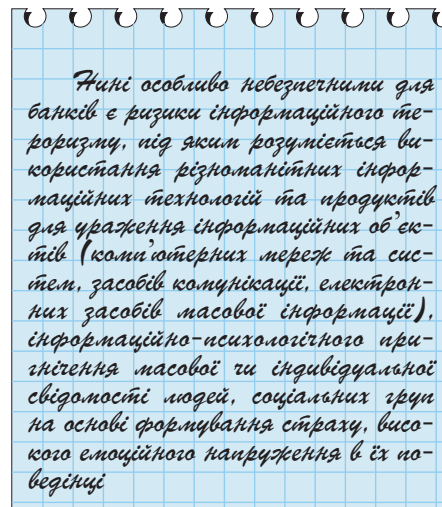 Нині особливо небезпечними для
банків є ризики інформаційного те-
роризму, під яким розуміється ви-
користання різноманітних інфор-
маційних технологій та продуктів
для ураження інформаційних об'єк-
тів (комп'ютерних мереж та сис-
тем, засобів комунікації, електрон-
них засобів масової інформації),
інформаційно-психологічного при-
гнічення масової чи індивідуальної
свідомості людей, соціальних груп
на основі формування страху, висо-
кого емоційного напруження в їх по-
ведінці